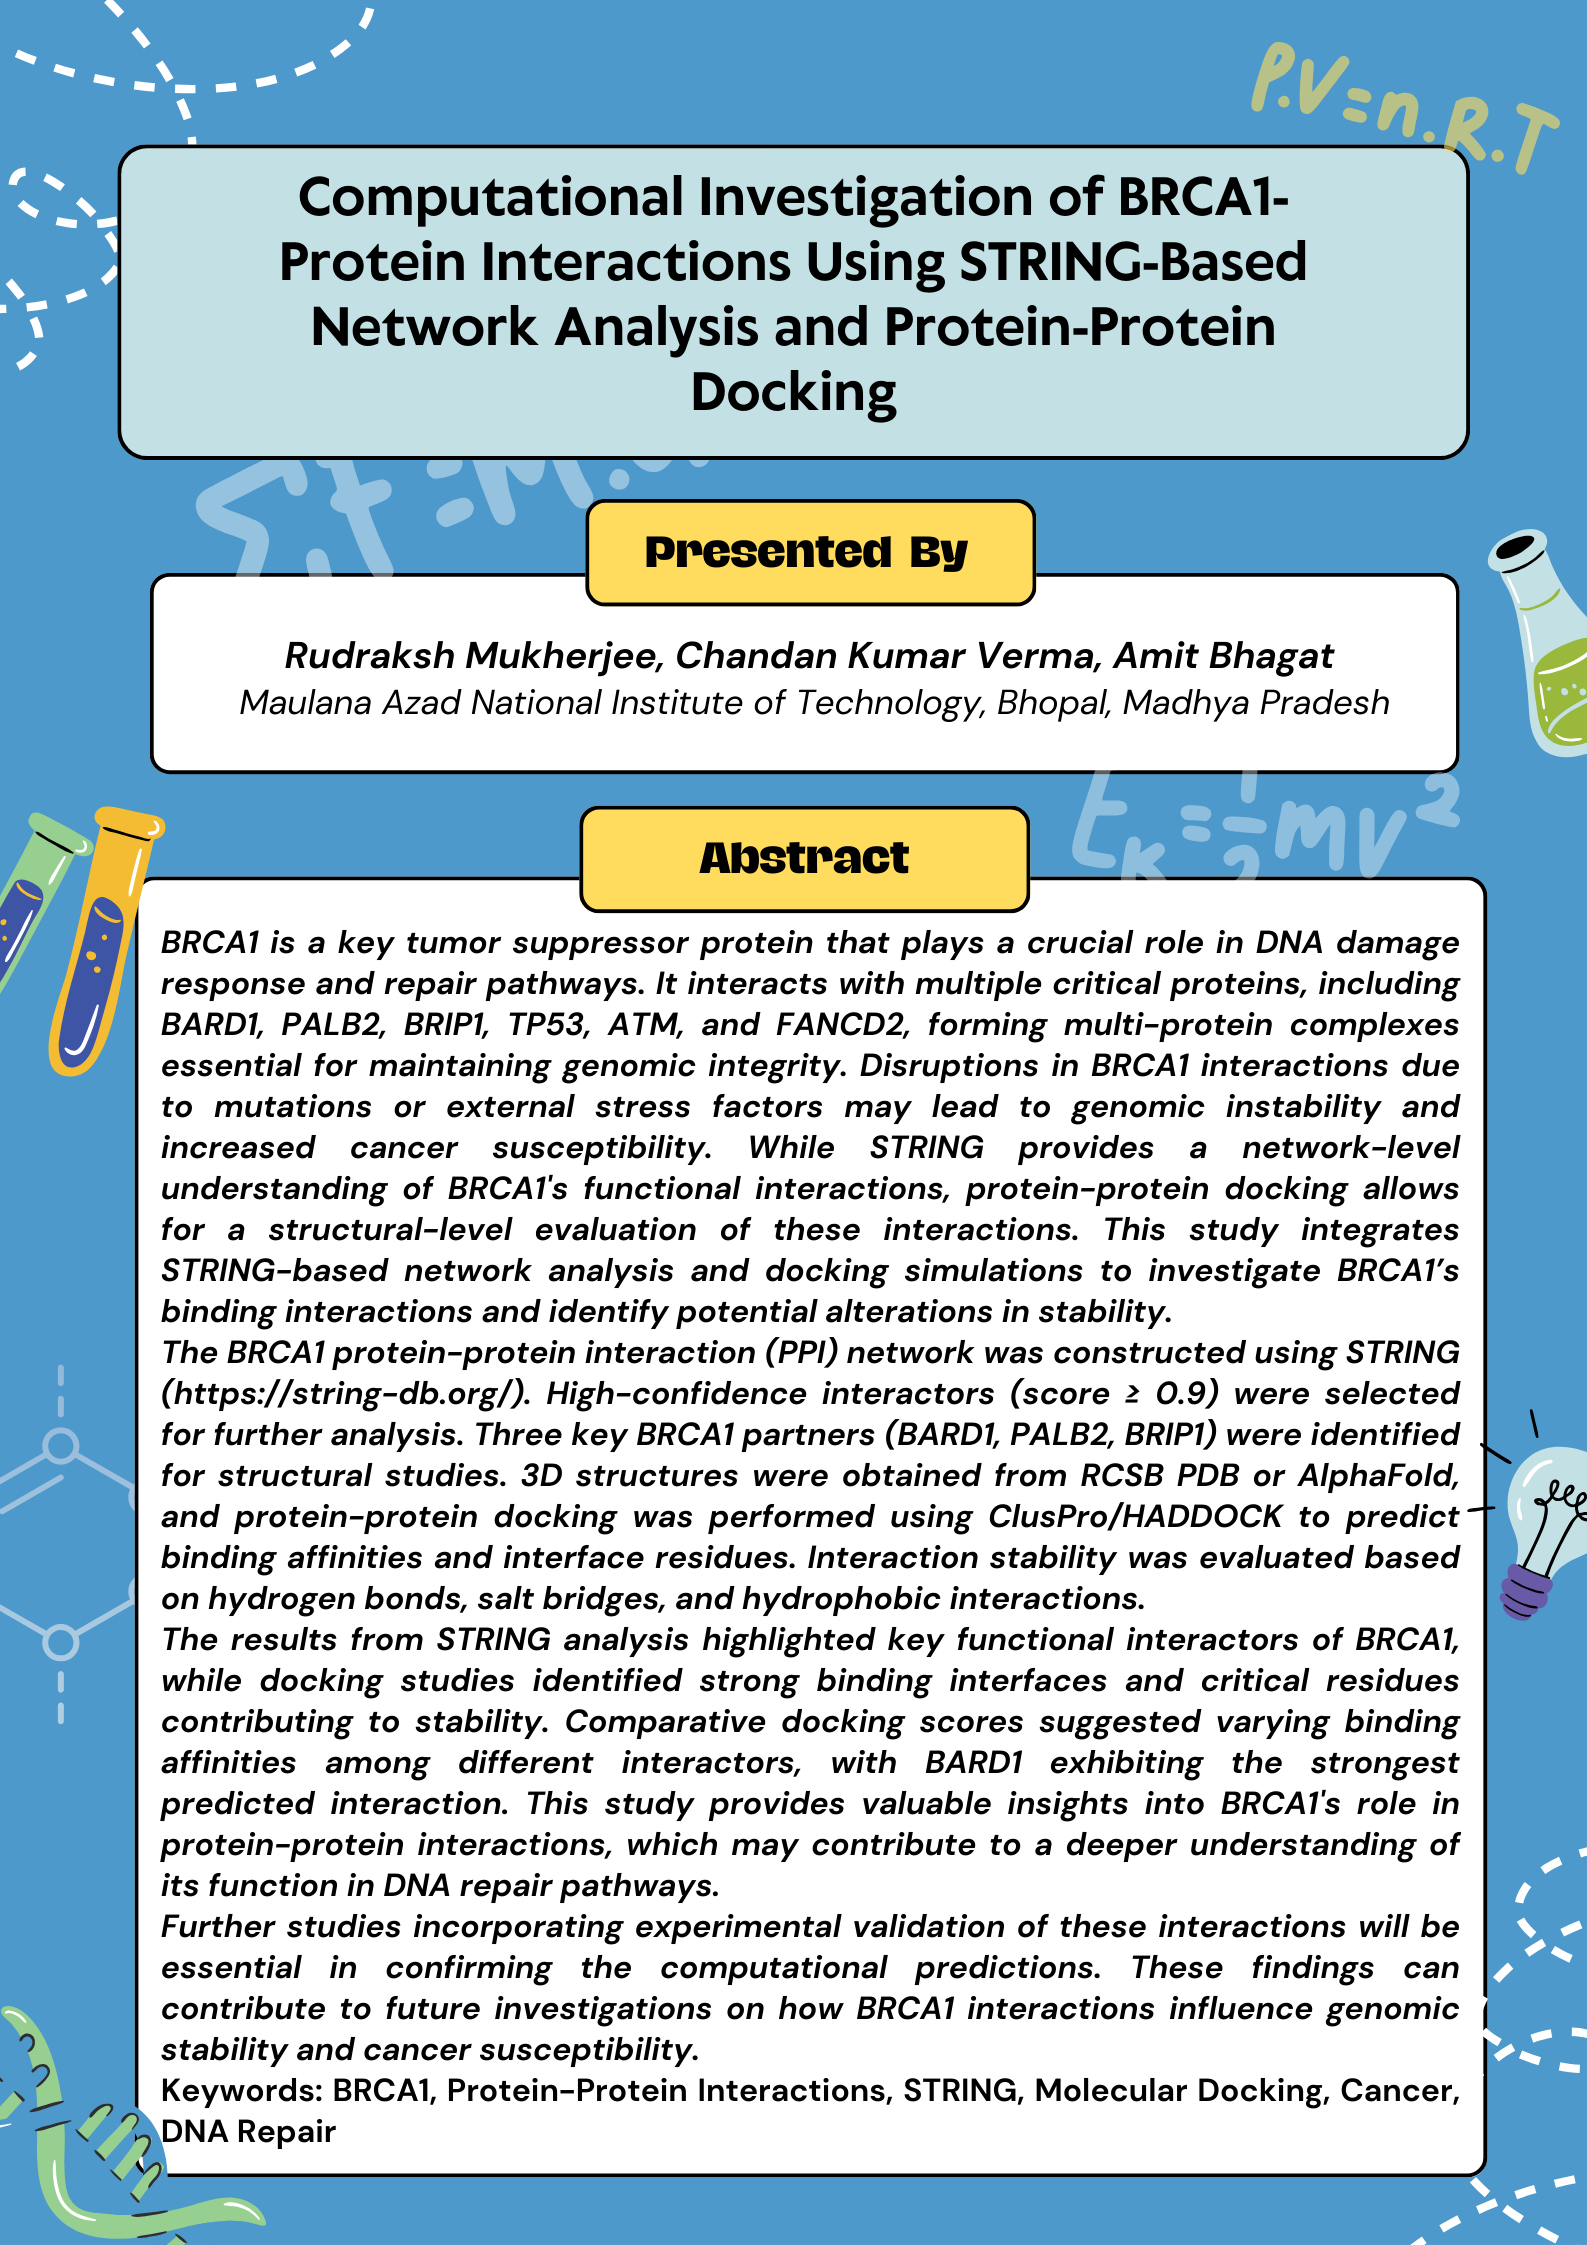 P.V=n.R.T
Computational Investigation of BRCA1-
Protein Interactions Using STRING-Based
Network Analysis and Protein-Protein
Docking
Presented By
Rudraksh Mukherjee, Chandan Kumar Verma, Amit Bhagat
Maulana Azad National Institute of Technology, Bhopal, Madhya Pradesh
Abstract
BRCA1 is a key tumor suppressor protein that plays a crucial role in DNA damage
response and repair pathways. It interacts with multiple critical proteins, including
BARD1, PALB2, BRIP1, TP53, ATM, and FANCD2, forming multi-protein complexes
essential for maintaining genomic integrity. Disruptions in BRCA1 interactions due
to mutations or external stress factors may lead to genomic instability and
increased cancer susceptibility. While STRING provides a network-level
understanding of BRCA1's functional interactions, protein-protein docking allows
for a structural-level evaluation of these interactions. This study integrates
STRING-based network analysis and docking simulations to investigate BRCA1’s
binding interactions and identify potential alterations in stability.
The BRCA1 protein-protein interaction (PPI) network was constructed using STRING
(https://string-db.org/). High-confidence interactors (score ≥ 0.9) were selected
for further analysis. Three key BRCA1 partners (BARD1, PALB2, BRIP1) were identified
for structural studies. 3D structures were obtained from RCSB PDB or AlphaFold,
and protein-protein docking was performed using ClusPro/HADDOCK to predict
binding affinities and interface residues. Interaction stability was evaluated based
on hydrogen bonds, salt bridges, and hydrophobic interactions.
The results from STRING analysis highlighted key functional interactors of BRCA1,
while docking studies identified strong binding interfaces and critical residues
contributing to stability. Comparative docking scores suggested varying binding
affinities among different interactors, with BARD1 exhibiting the strongest
predicted interaction. This study provides valuable insights into BRCA1's role in
protein-protein interactions, which may contribute to a deeper understanding of
its function in DNA repair pathways.
Further studies incorporating experimental validation of these interactions will be
essential in confirming the computational predictions. These findings can
contribute to future investigations on how BRCA1 interactions influence genomic
stability and cancer susceptibility.
Keywords: BRCA1, Protein-Protein Interactions, STRING, Molecular Docking, Cancer,
DNA Repair